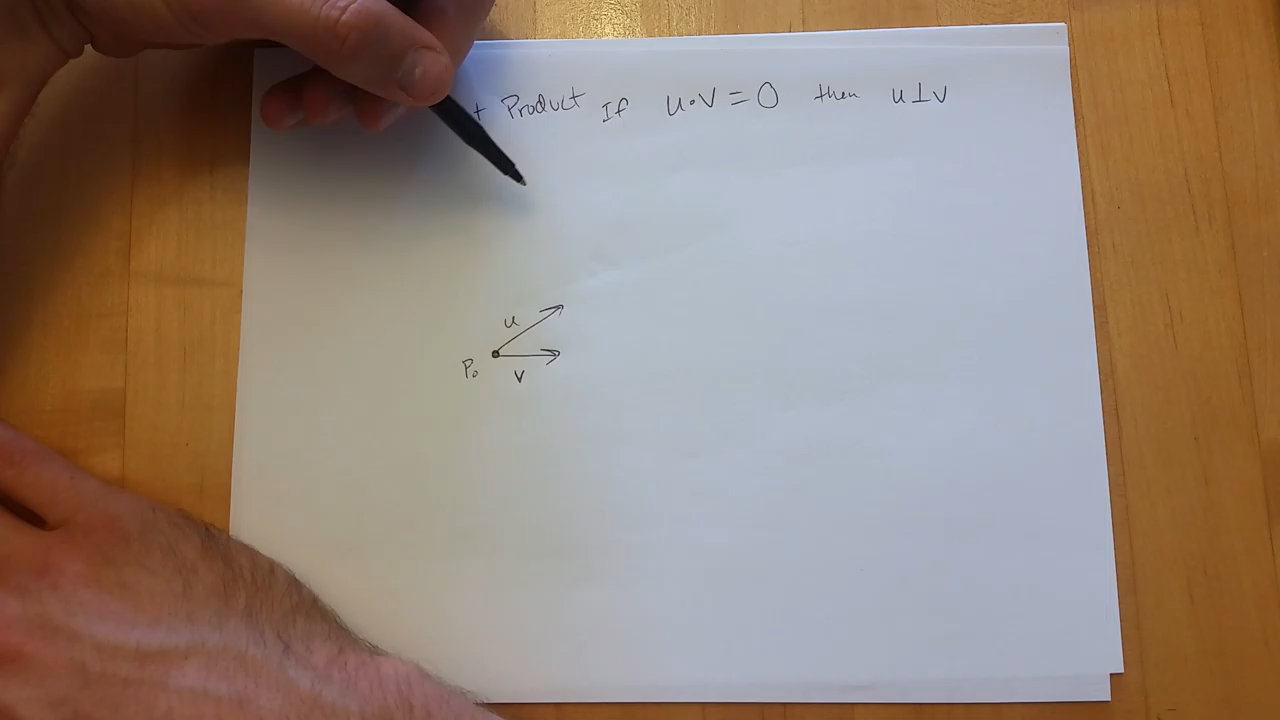 Product If u·v = 0 then u⊥v
u
P₀
v